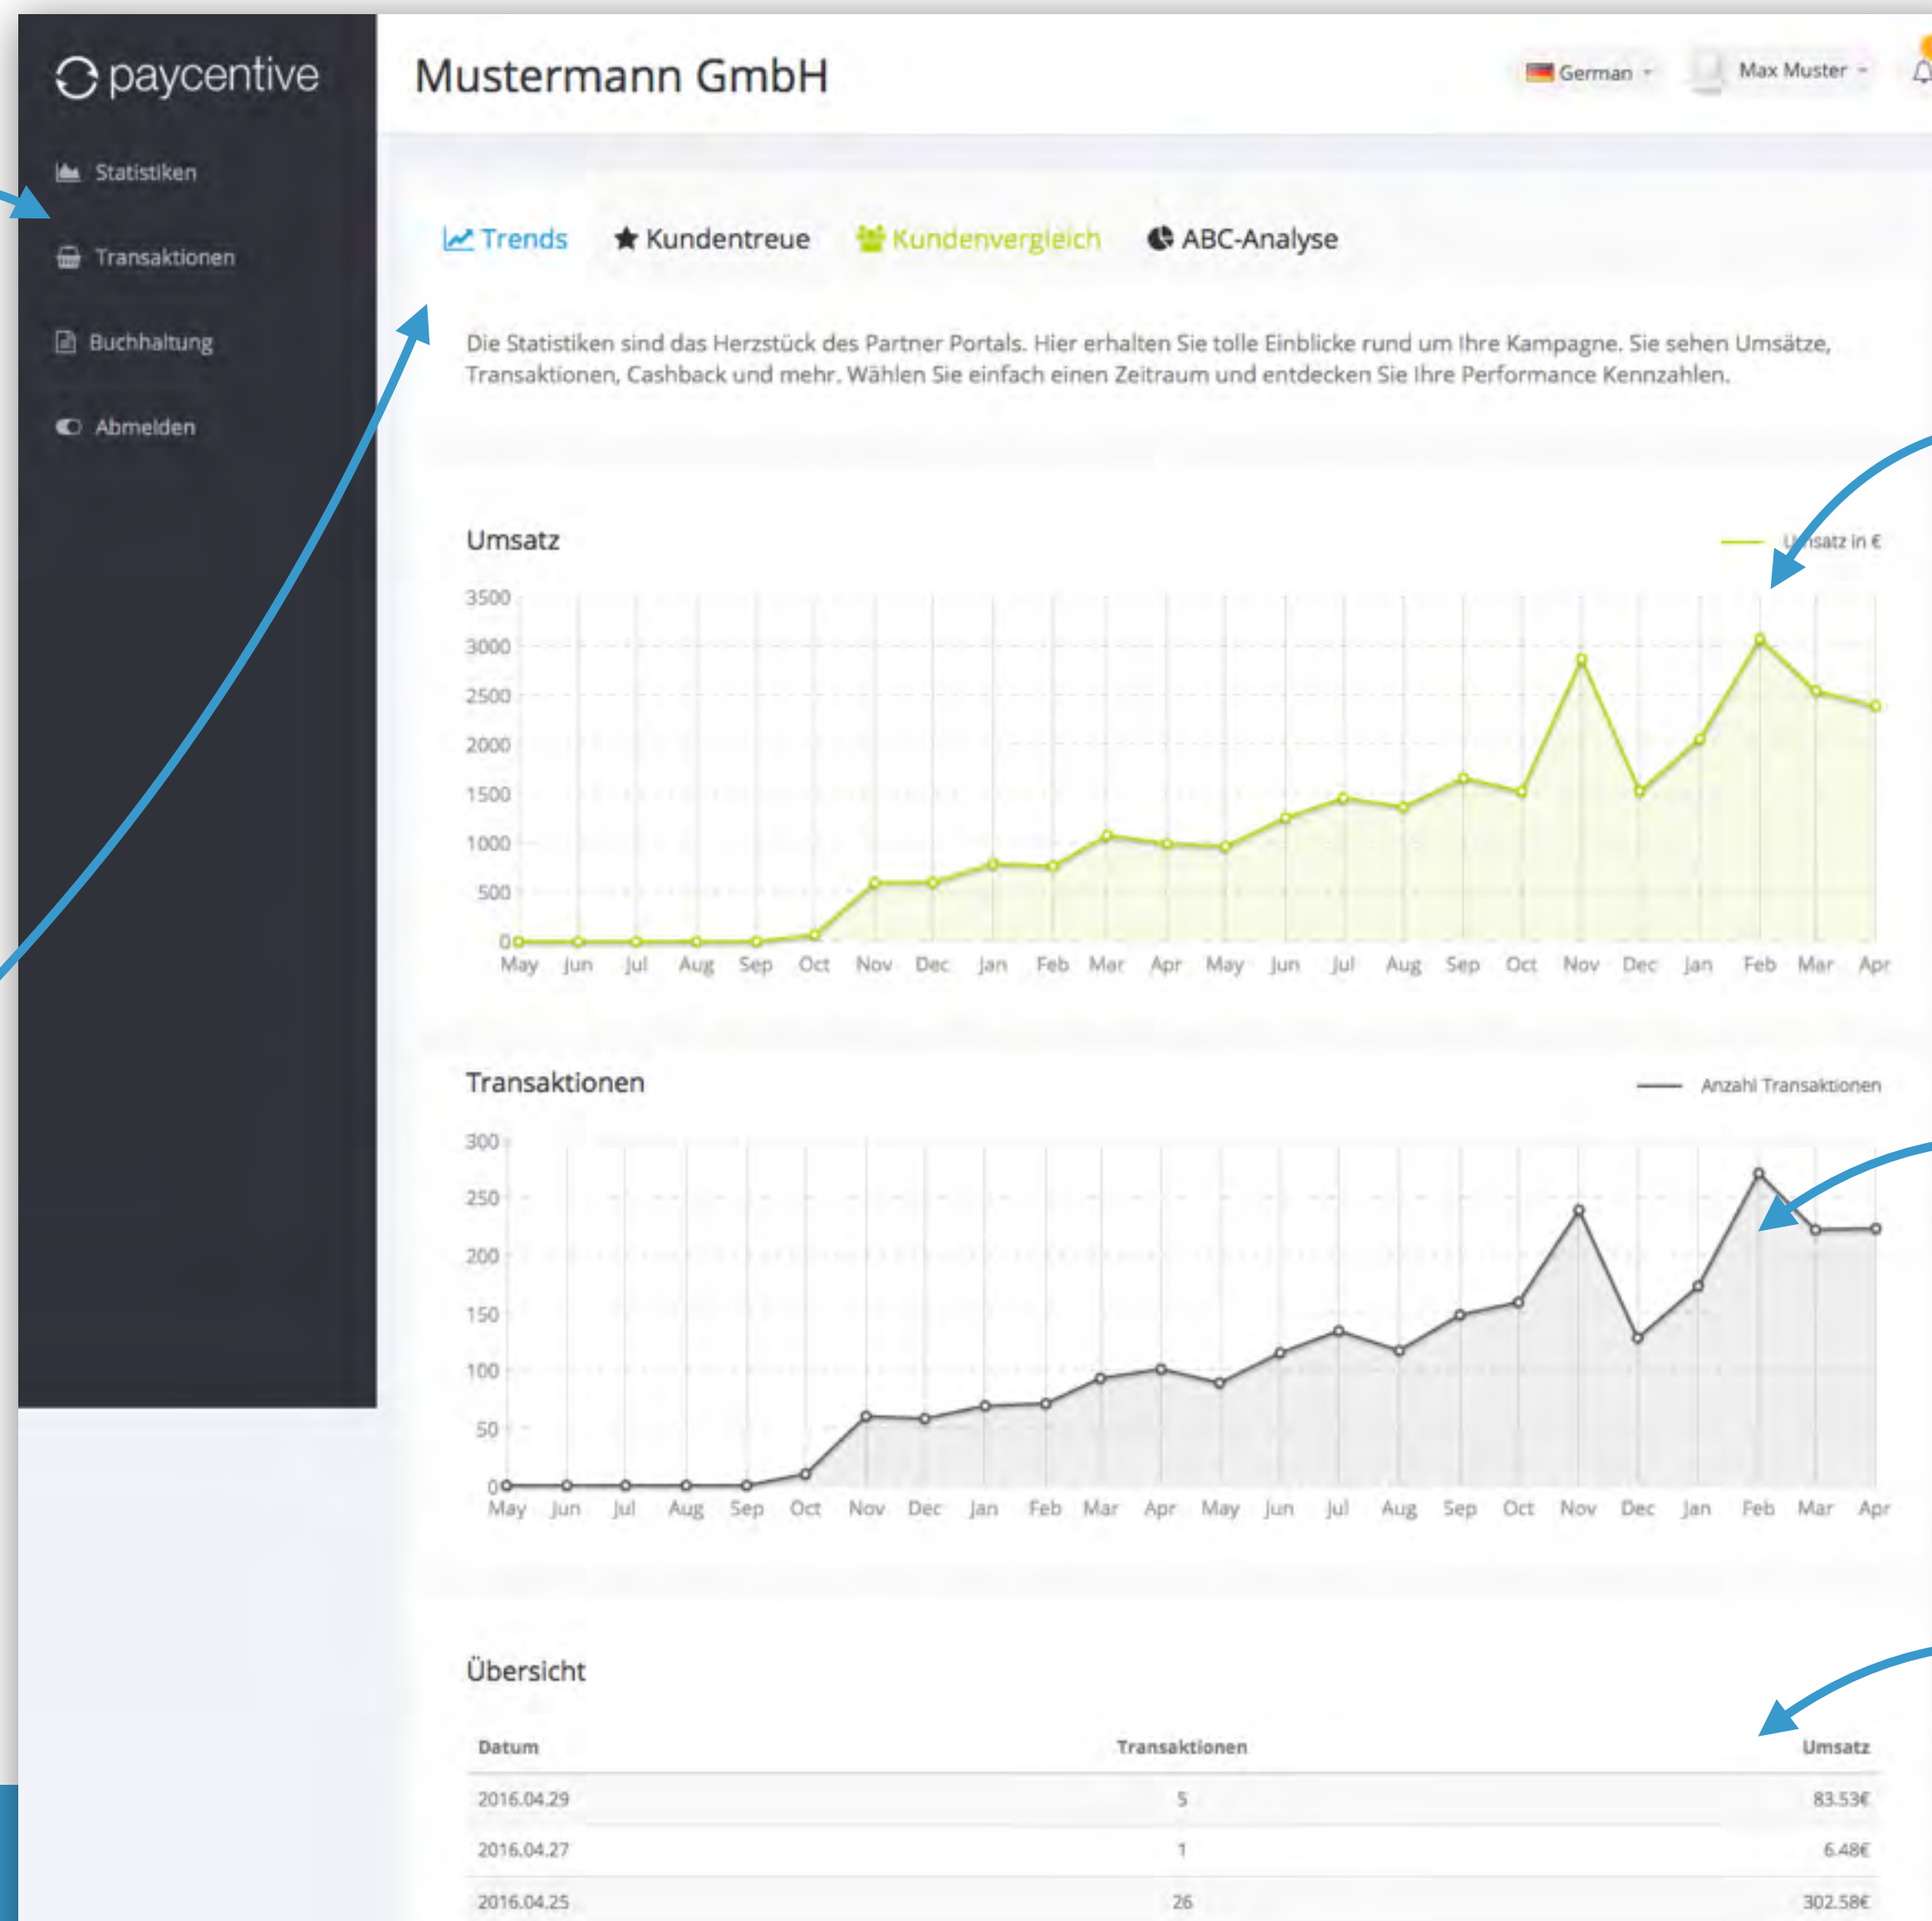 paycentive
Mustermann GmbH
German
Max Muster
Statistiken
Transaktionen
Buchhaltung
Abmelden
Trends
Kundentreue
Kundenvergleich
ABC-Analyse
Die Statistiken sind das Herzstück des Partner Portals. Hier erhalten Sie tolle Einblicke rund um Ihre Kampagne. Sie sehen Umsätze,
Transaktionen, Cashback und mehr. Wählen Sie einfach einen Zeitraum und entdecken Sie Ihre Performance Kennzahlen.
Umsatz
Umsatz in €
3500
3000
2500
2000
1500
1000
500
0
May Jun Jul Aug Sep Oct Nov Dec Jan Feb Mar Apr May Jun Jul Aug Sep Oct Nov Dec Jan Feb Mar Apr
Transaktionen
Anzahl Transaktionen
300
250
200
150
100
50
0
May Jun Jul Aug Sep Oct Nov Dec Jan Feb Mar Apr May Jun Jul Aug Sep Oct Nov Dec Jan Feb Mar Apr
Übersicht
Datum Transaktionen Umsatz
2016.04.29 5 83.53€
2016.04.27 1 6.48€
2016.04.25 26 302.58€